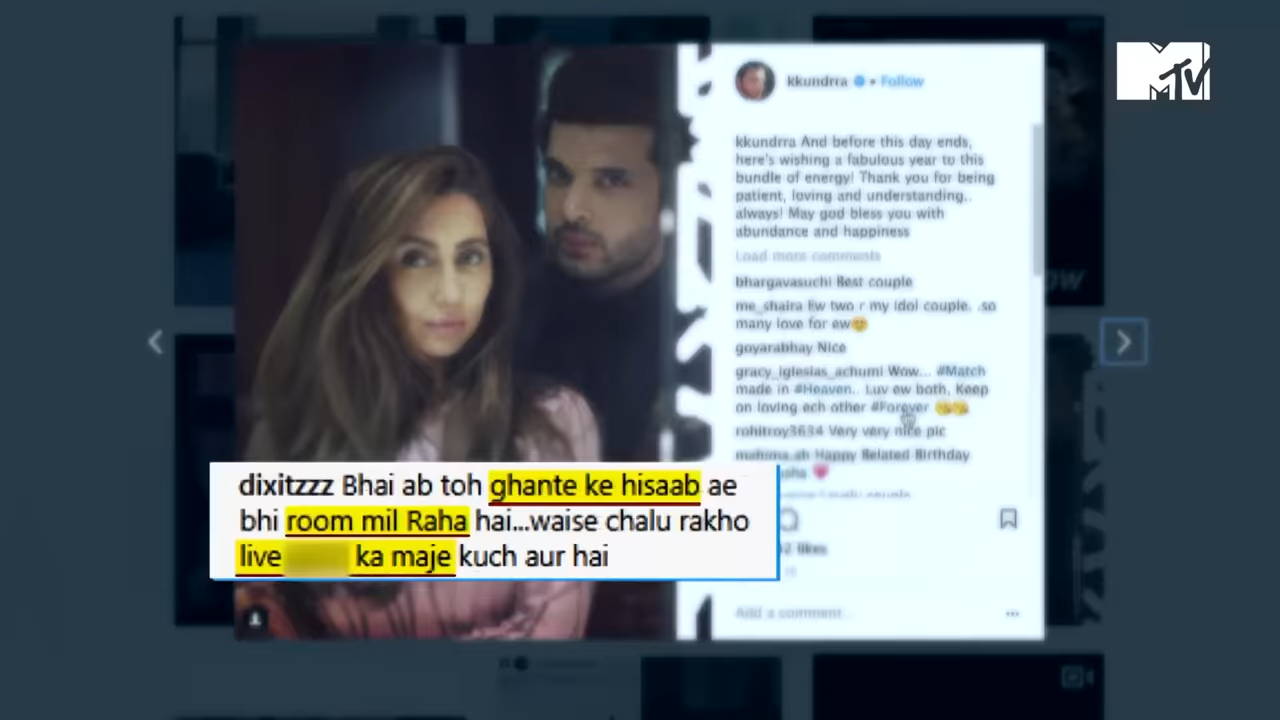 MTV
kkundrra • Follow
kkundrra And before this day ends,
here's wishing a fabulous year to this
bundle of energy! Thank you for being
patient, loving and understanding..
always! May god bless you with
abundance and happiness
Load more comments
bhargavasuchi Best couple
me_shaira Ew two r my idol couple. .so
many love for ew
goyarabhay Nice
gracy_iglesias_achumi Wow... #Match
made in #Heaven.. Luv ew both, Keep
on loving ech other #Forever
rohitroy3634 Very very nice pic
Happy Belated Birthday
dixitzzz Bhai ab toh ghante ke hisaab ae
bhi room mil Raha hai...waise chalu rakho
live ka maje kuch aur hai
likes
Add a comment...